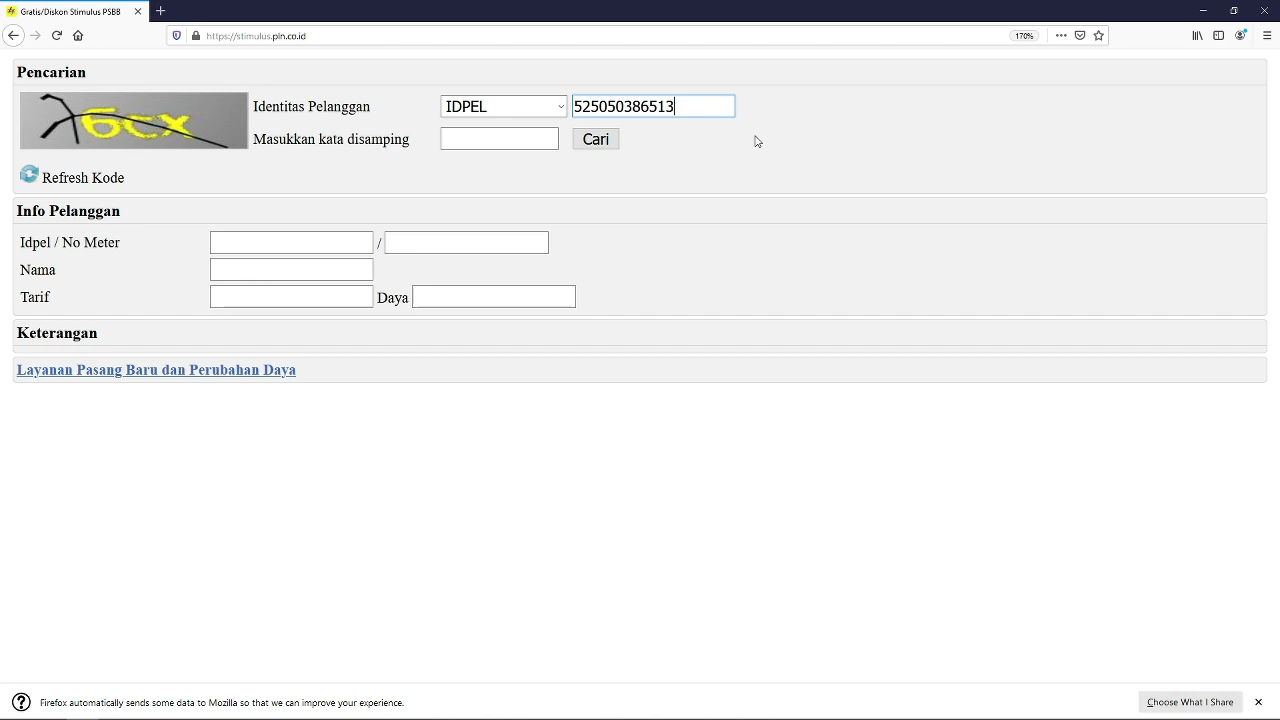 Gratis/Diskon Stimulus PSBB
https://stimulus.pln.co.id
170%
Pencarian
Identitas Pelanggan
IDPEL
525050386513
Masukkan kata disamping
Cari
Refresh Kode
Info Pelanggan
Idpel / No Meter
/
Nama
Tarif
Daya
Keterangan
Layanan Pasang Baru dan Perubahan Daya
Firefox automatically sends some data to Mozilla so that we can improve your experience.
Choose What I Share